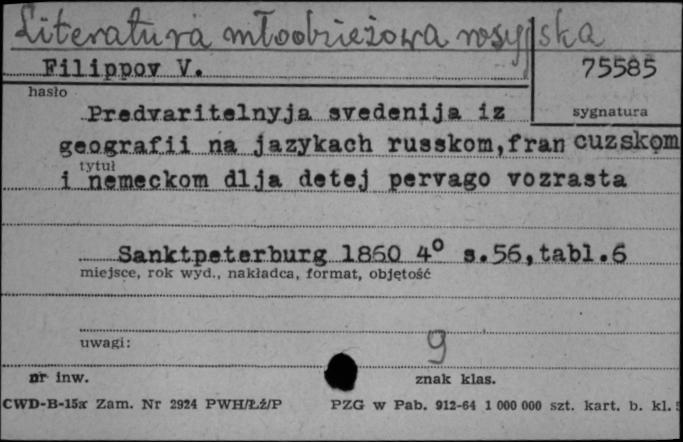 Literatura młodzieżowa rosyjska
Filippov V.
75585
hasło
sygnatura
Predvaritelnyja svedenija iz
geografii na jazykach russkom,francuzskom
tytuł
i nemeckom dlja detej pervago vozrasta
Sanktpeterburg 1860 4° s.56,tabl.6
miejsce, rok wyd., nakładca, format, objętość
uwagi:
9
nr inw.
znak klas.
CWD-B-15x Zam. Nr 2924 PWH/Łź/P PZG w Pab. 912-64 1 000 000 szt. kart. b. kl.